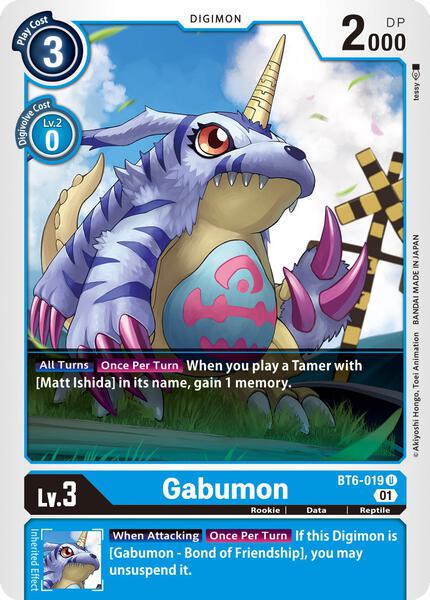 DIGIMON
Play Cost
3
DP
2000
Digivolve Cost
Lv.2
0
tessy
©Akiyoshi Hongo, Toei Animation BANDAI MADE IN JAPAN
All Turns Once Per Turn When you play a Tamer with
[Matt Ishida] in its name, gain 1 memory.
BT6-019 U
01
Lv.3
Gabumon
Rookie | Data | Reptile
Inherited Effect
When Attacking Once Per Turn If this Digimon is
[Gabumon - Bond of Friendship], you may
unsuspend it.